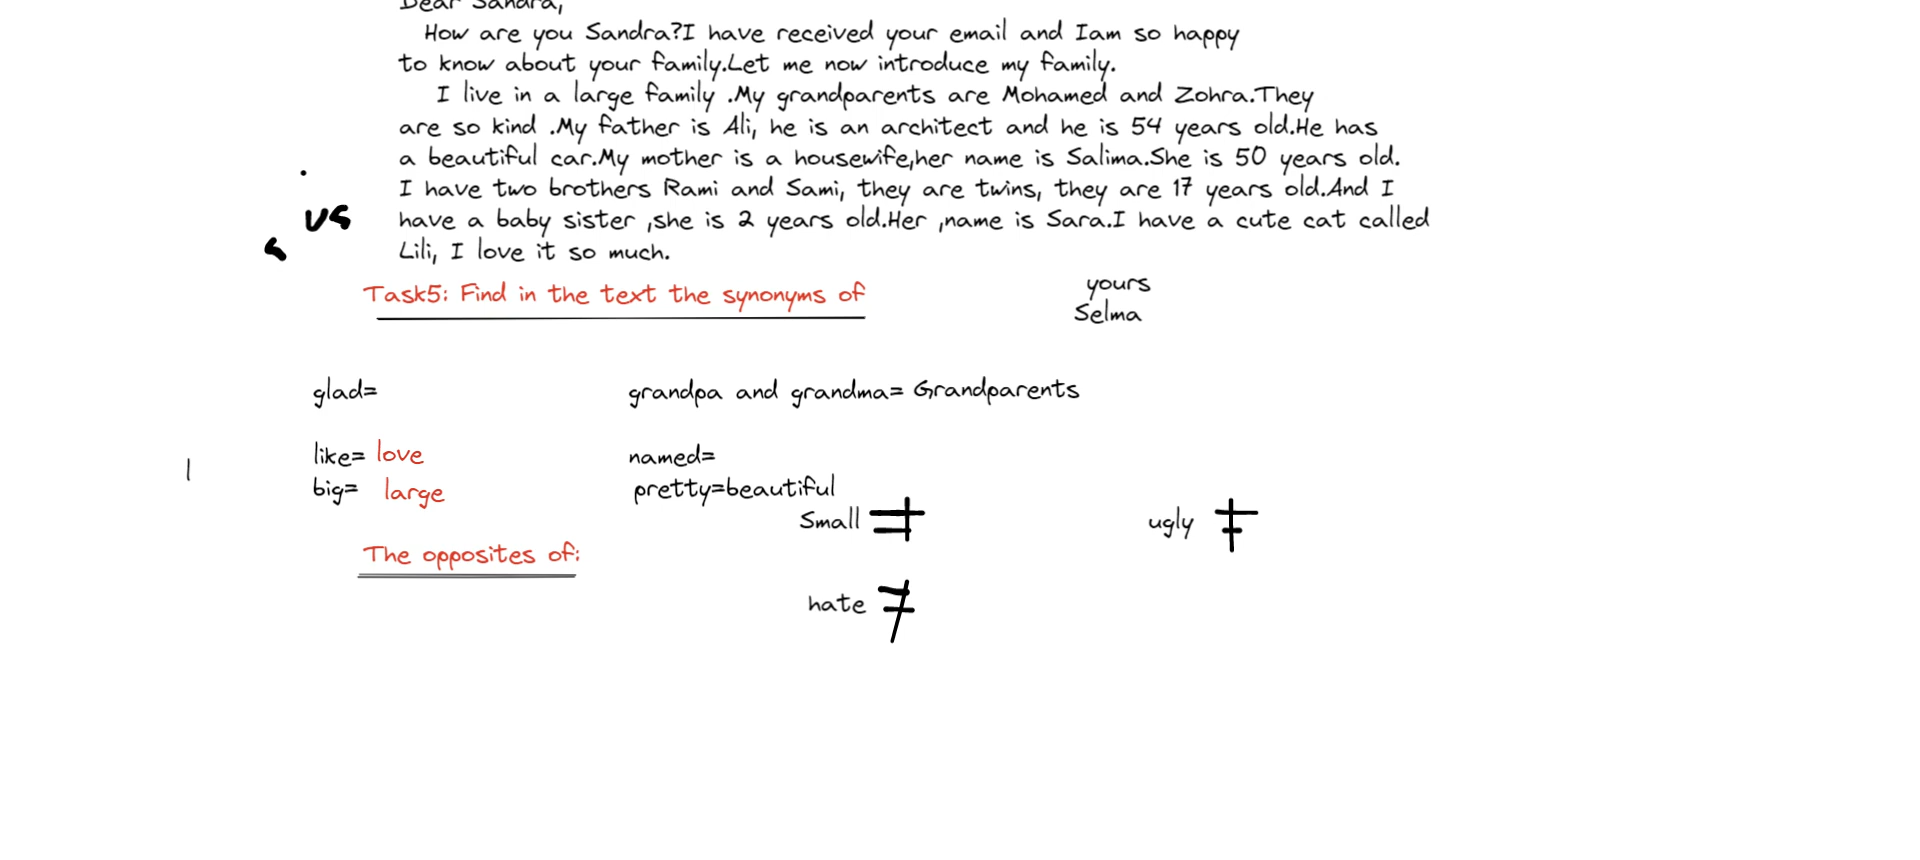 Dear Sandra,
How are you Sandra?I have received your email and Iam so happy
to know about your family.Let me now introduce my family.
I live in a large family .My grandparents are Mohamed and Zohra.They
are so kind .My father is Ali, he is an architect and he is 54 years old.He has
a beautiful car.My mother is a housewife,her name is Salima.She is 50 years old.
I have two brothers Rami and Sami, they are twins, they are 17 years old.And I
have a baby sister ,she is 2 years old.Her ,name is Sara.I have a cute cat called
Lili, I love it so much.
Task5: Find in the text the synonyms of
yours
Selma
glad=
grandpa and grandma= Grandparents
like= love
named=
big= large
pretty=beautiful
Small ≠
ugly ≠
The opposites of:
hate ≠